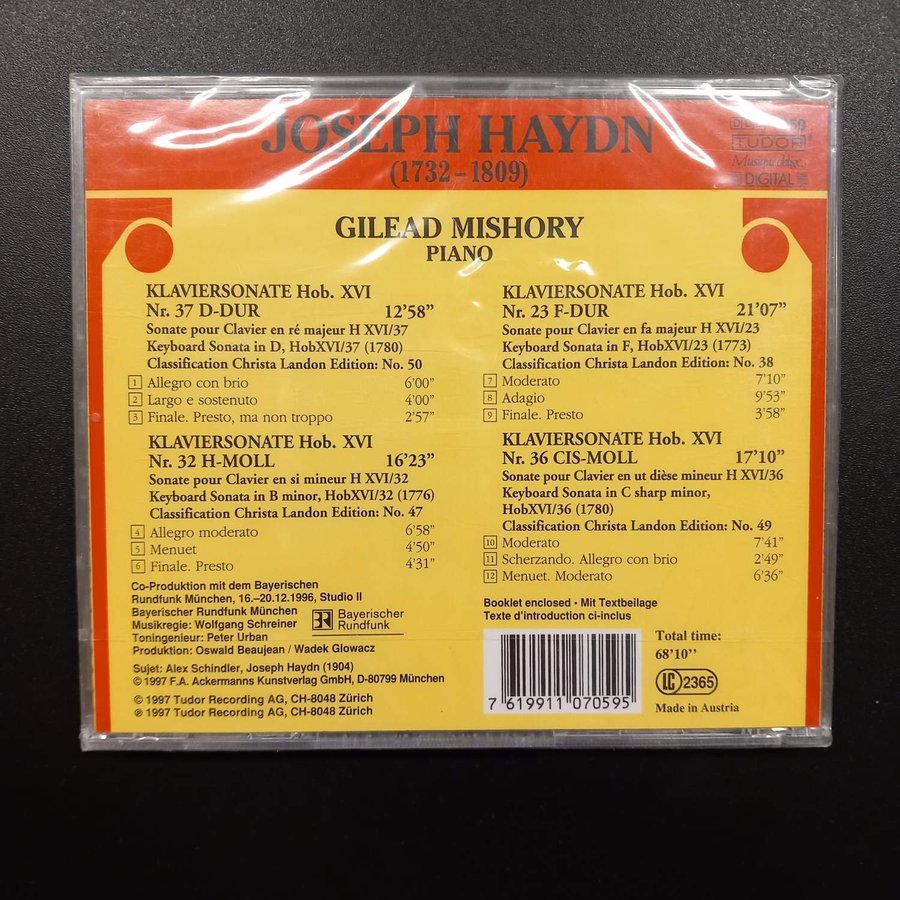 JOSEPH HAYDN
(1732–1809)
TUDOR
Musique délice
DIGITAL
GILEAD MISHORY
PIANO
KLAVIERSONATE Hob. XVI
Nr. 37 D-DUR 12’58”
Sonate pour Clavier en ré majeur H XVI/37
Keyboard Sonata in D, HobXVI/37 (1780)
Classification Christa Landon Edition: No. 50
1 Allegro con brio 6’00”
2 Largo e sostenuto 4’00”
3 Finale. Presto, ma non troppo 2’57”
KLAVIERSONATE Hob. XVI
Nr. 32 H-MOLL 16’23”
Sonate pour Clavier en si mineur H XVI/32
Keyboard Sonata in B minor, HobXVI/32 (1776)
Classification Christa Landon Edition: No. 47
4 Allegro moderato 6’58”
5 Menuet 4’50”
6 Finale. Presto 4’31”
Co-Produktion mit dem Bayerischen
Rundfunk München, 16.–20.12.1996, Studio II
Bayerischer Rundfunk München
Musikregie: Wolfgang Schreiner
Toningenieur: Peter Urban
Produktion: Oswald Beaujean / Wadek Glowacz
BR Bayerischer
Rundfunk
Sujet: Alex Schindler, Joseph Haydn (1904)
© 1997 F.A. Ackermanns Kunstverlag GmbH, D-80799 München
© 1997 Tudor Recording AG, CH-8048 Zürich
℗ 1997 Tudor Recording AG, CH-8048 Zürich
KLAVIERSONATE Hob. XVI
Nr. 23 F-DUR 21’07”
Sonate pour Clavier en fa majeur H XVI/23
Keyboard Sonata in F, HobXVI/23 (1773)
Classification Christa Landon Edition: No. 38
7 Moderato 7’10”
8 Adagio 9’53”
9 Finale. Presto 3’58”
KLAVIERSONATE Hob. XVI
Nr. 36 CIS-MOLL 17’10”
Sonate pour Clavier en ut dièse mineur H XVI/36
Keyboard Sonata in C sharp minor,
HobXVI/36 (1780)
Classification Christa Landon Edition: No. 49
10 Moderato 7’41”
11 Scherzando. Allegro con brio 2’49”
12 Menuet. Moderato 6’36”
Booklet enclosed • Mit Textbeilage
Texte d’introduction ci-inclus
7 619911 070595
Total time:
68’10’’
LC 2365
Made in Austria